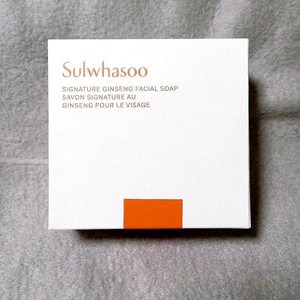 Sulwhasoo
SIGNATURE GINSENG FACIAL SOAP
SAVON SIGNATURE AU
GINSENG POUR LE VISAGE